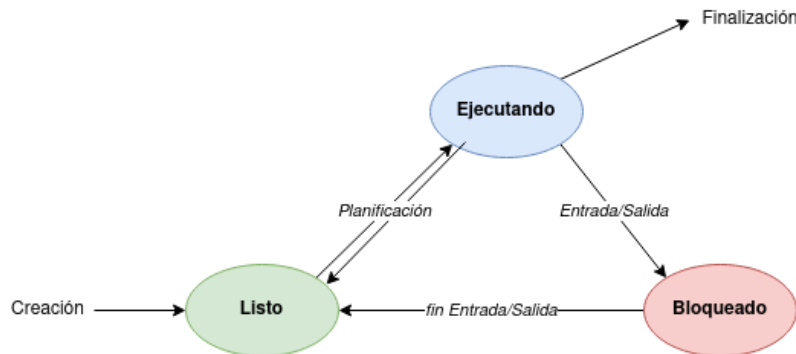 Finalización
Ejecutando
Planificación
Entrada/Salida
Creación
Listo
fin Entrada/Salida
Bloqueado